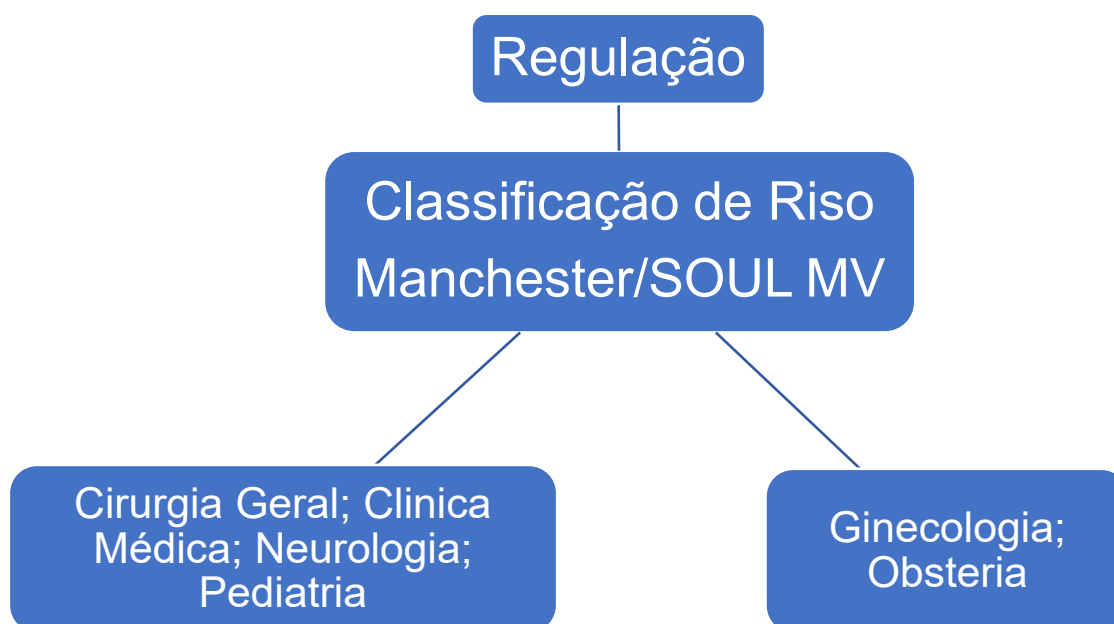 Regulação
Classificação de Riso
Manchester/SOUL MV
Cirurgia Geral; Clinica
Médica; Neurologia;
Pediatria
Ginecologia;
Obsteria